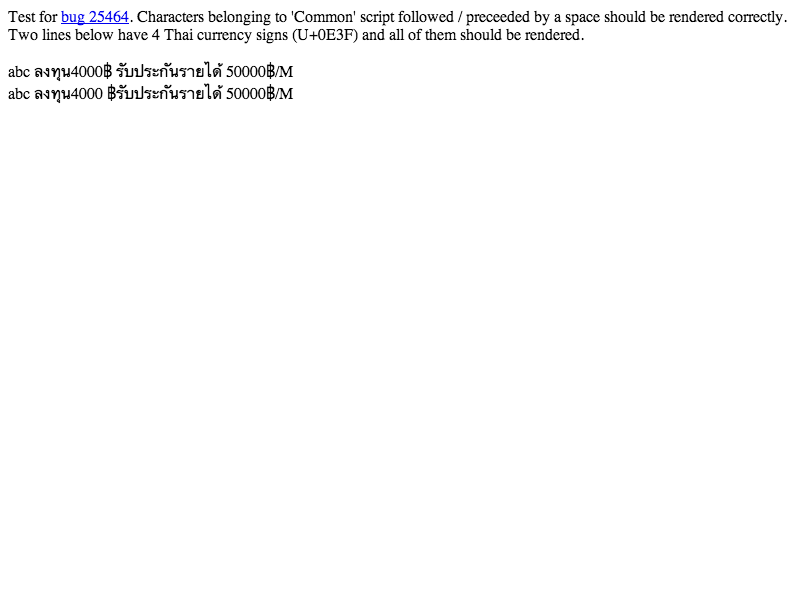 Test for bug 25464. Characters belonging to 'Common' script followed / preceeded by a space should be rendered correctly.
Two lines below have 4 Thai currency signs (U+0E3F) and all of them should be rendered.
abc ลงทุน4000฿ รับประกันรายได้ 50000฿/M
abc ลงทุน4000 ฿รับประกันรายได้ 50000฿/M